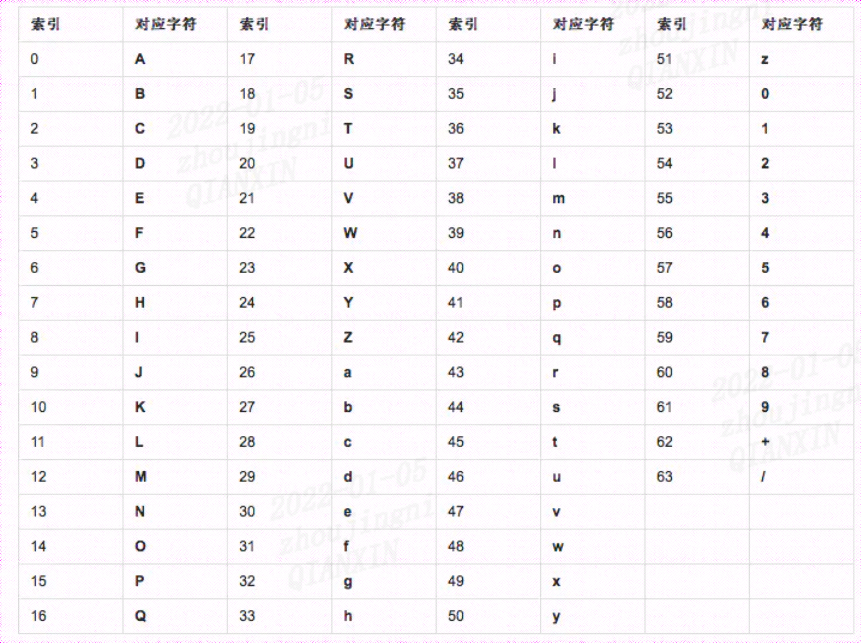 索引 对应字符 索引 对应字符 索引 对应字符 索引 对应字符
0 A 17 R 34 i 51 z
1 B 18 S 35 j 52 0
2 C 19 T 36 k 53 1
3 D 20 U 37 l 54 2
4 E 21 V 38 m 55 3
5 F 22 W 39 n 56 4
6 G 23 X 40 o 57 5
7 H 24 Y 41 p 58 6
8 I 25 Z 42 q 59 7
9 J 26 a 43 r 60 8
10 K 27 b 44 s 61 9
11 L 28 c 45 t 62 +
12 M 29 d 46 u 63 /
13 N 30 e 47 v
14 O 31 f 48 w
15 P 32 g 49 x
16 Q 33 h 50 y
zhoujingni
QIANXIN
2022-01-05
zhoujingni
QIANXIN
2022-01-05
zhoujingni
QIANXIN
2022-01-05
zhoujingni
QIANXIN